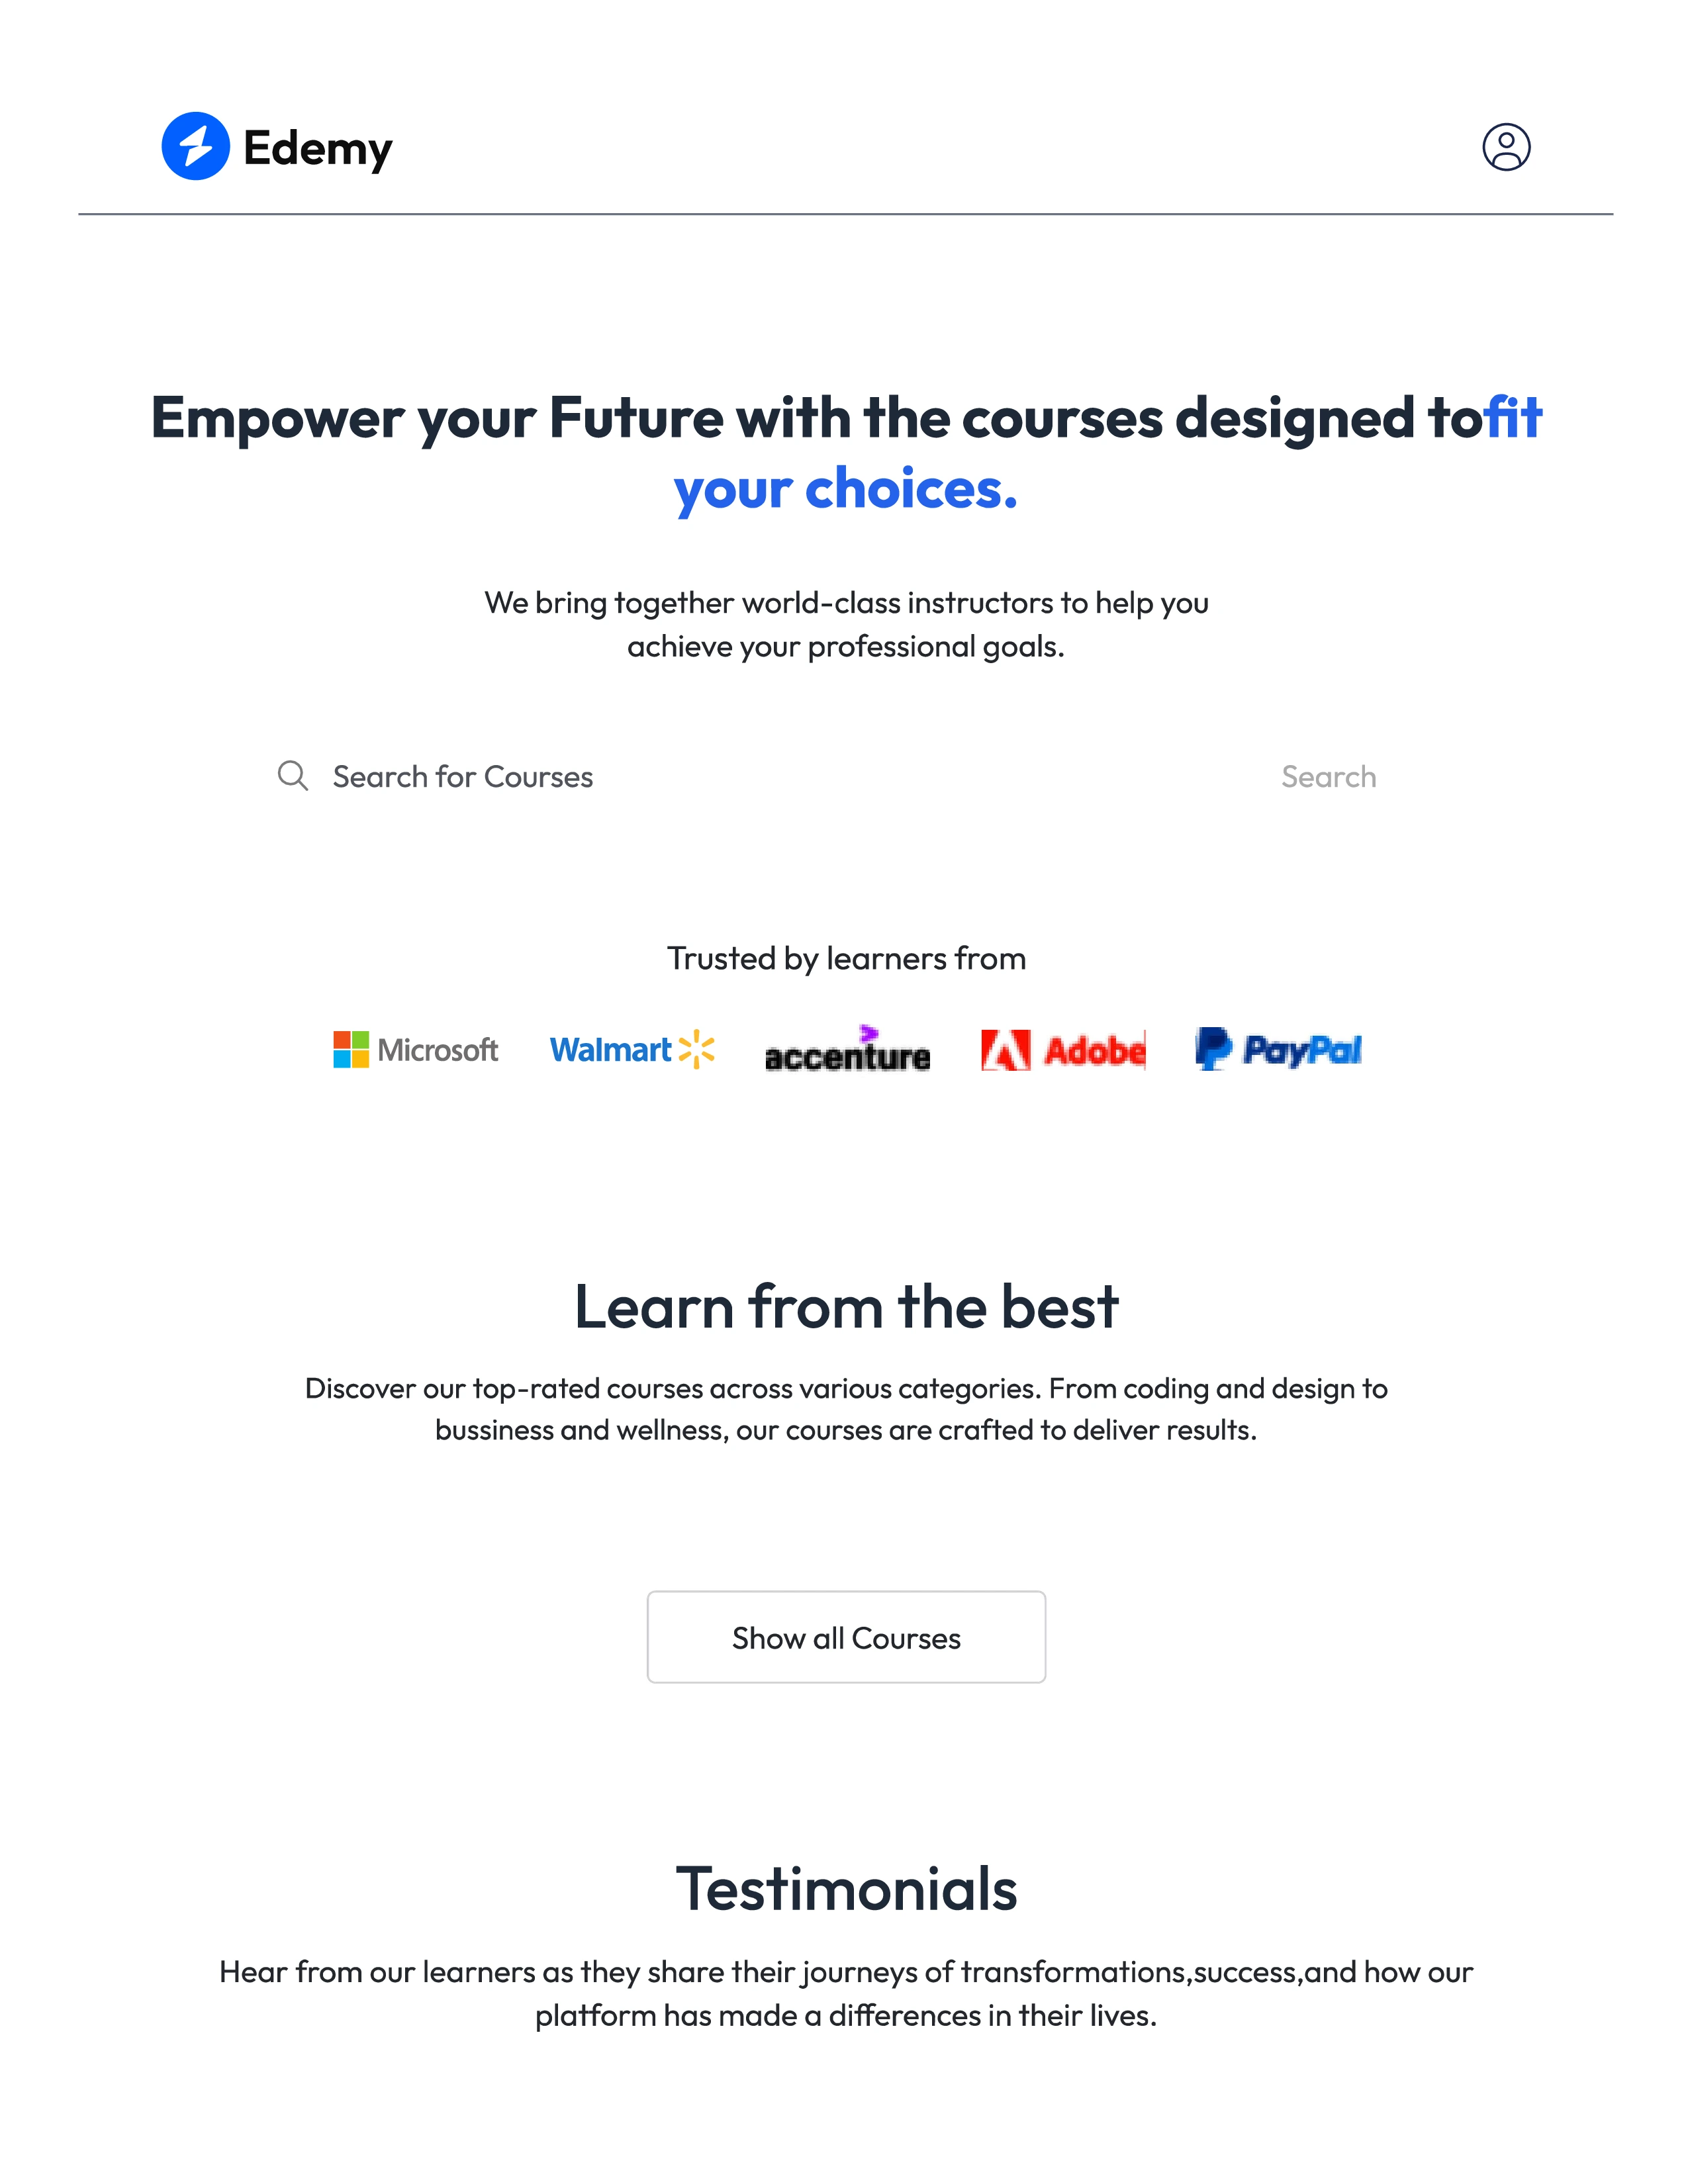 Edemy
Empower your Future with the courses designed tofit
your choices.
We bring together world-class instructors to help you
achieve your professional goals.
Search for Courses
Search
Trusted by learners from
Microsoft Walmart accenture Adobe PayPal
Learn from the best
Discover our top-rated courses across various categories. From coding and design to
bussiness and wellness, our courses are crafted to deliver results.
Show all Courses
Testimonials
Hear from our learners as they share their journeys of transformations,success,and how our
platform has made a differences in their lives.